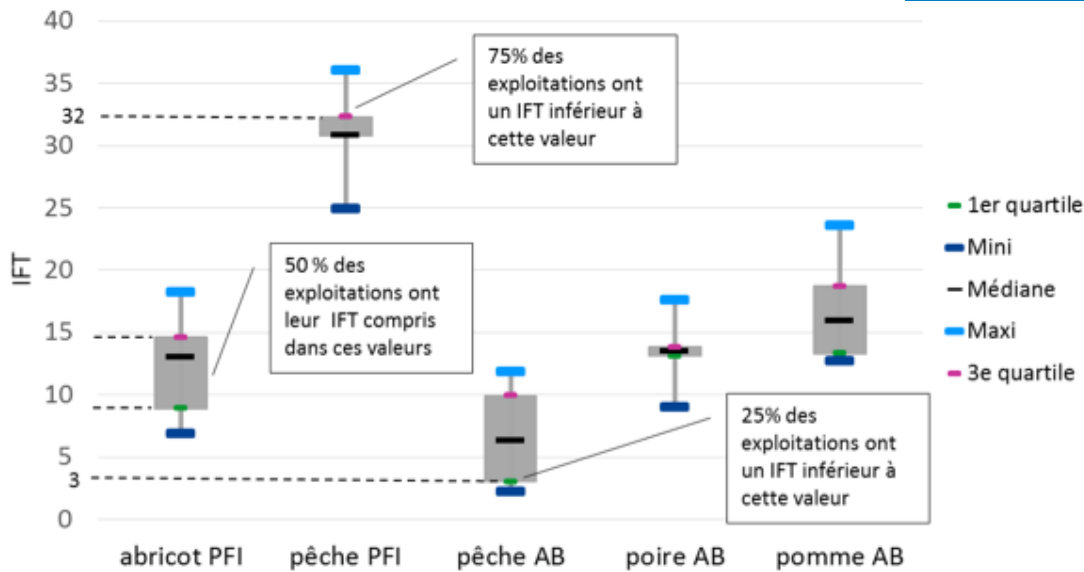 40
35
32
30
25
20
15
10
5
3
0
IFT
75% des
exploitations ont
un IFT inférieur à
cette valeur
50 % des
exploitations ont
leur IFT compris
dans ces valeurs
25% des
exploitations ont
un IFT inférieur à
cette valeur
1er quartile
Mini
Médiane
Maxi
3e quartile
abricot PFI
pêche PFI
pêche AB
poire AB
pomme AB